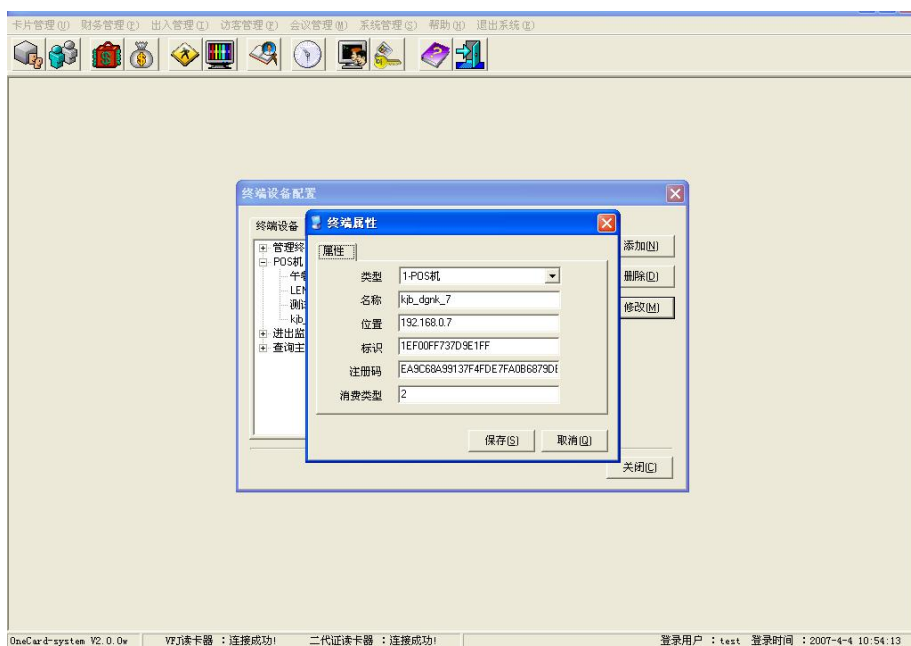 卡片管理(U) 财务管理(P) 出入管理(I) 访客管理(F) 会议管理(M) 系统管理(S) 帮助(H) 退出系统(E)
终端设备配置
终端设备
终端属性
管理终
属性
添加(N)
POS机
类型 1-POS机
删除(D)
LEN
名称 kjb_dgnk_7
测试
修改(M)
kjb_
位置 192.168.0.7
进出监
标识 1EF00FF737D9E1FF
查询主
注册码 EA9C68A99137F4FDE7FA0B6879DE
消费类型 2
保存(S) 取消(Q)
关闭(C)
OneCard-system V2.0.0w VFJ读卡器 :连接成功! 二代证读卡器 :连接成功! 登录用户 :test 登录时间 :2007-4-4 10:54:13